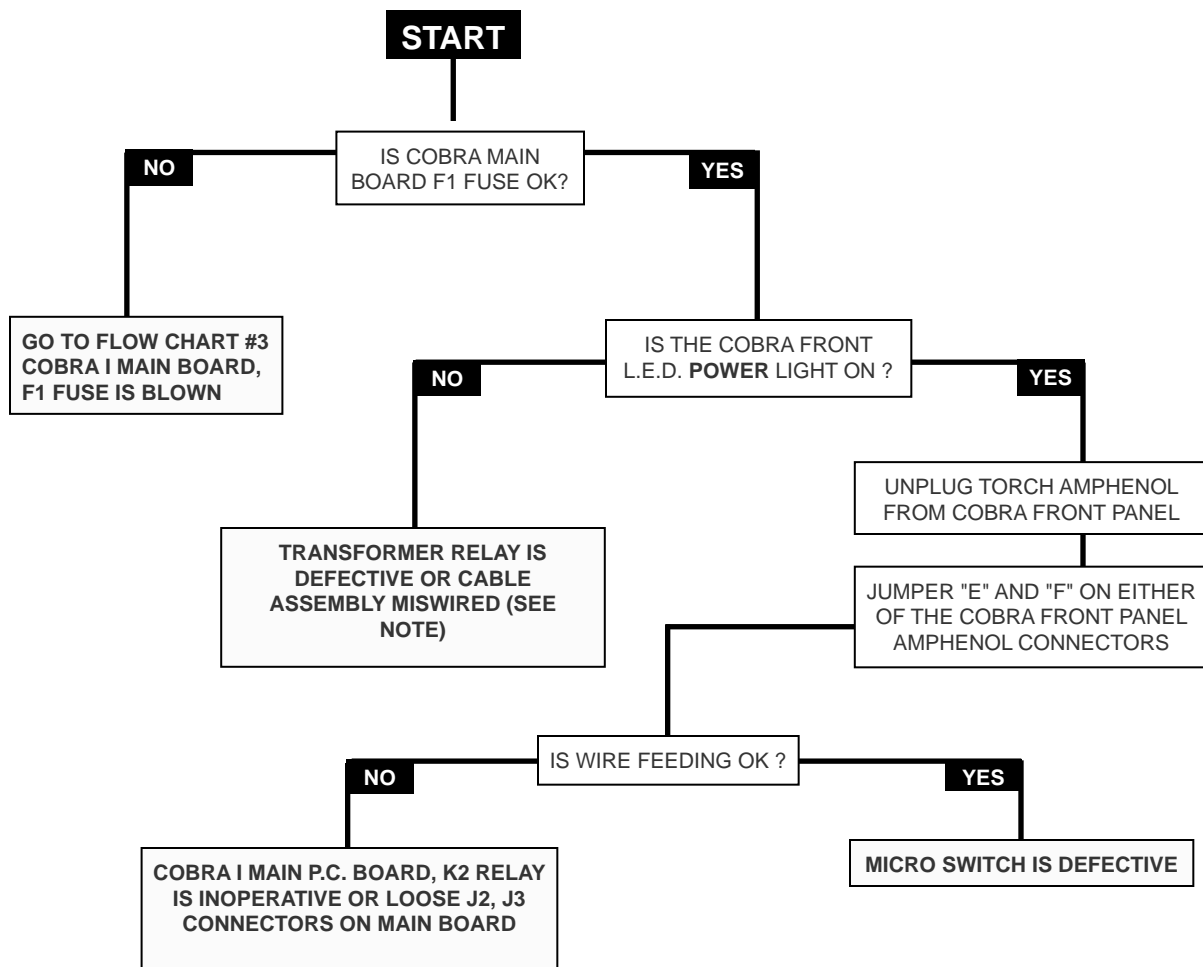 START
IS COBRA MAIN
BOARD F1 FUSE OK?
NO
YES
GO TO FLOW CHART #3
COBRA I MAIN BOARD,
F1 FUSE IS BLOWN
IS THE COBRA FRONT
L.E.D. POWER LIGHT ON ?
NO
YES
TRANSFORMER RELAY IS
DEFECTIVE OR CABLE
ASSEMBLY MISWIRED (SEE
NOTE)
UNPLUG TORCH AMPHENOL
FROM COBRA FRONT PANEL
JUMPER "E" AND "F" ON EITHER
OF THE COBRA FRONT PANEL
AMPHENOL CONNECTORS
IS WIRE FEEDING OK ?
NO
YES
COBRA I MAIN P.C. BOARD, K2 RELAY
IS INOPERATIVE OR LOOSE J2, J3
CONNECTORS ON MAIN BOARD
MICRO SWITCH IS DEFECTIVE